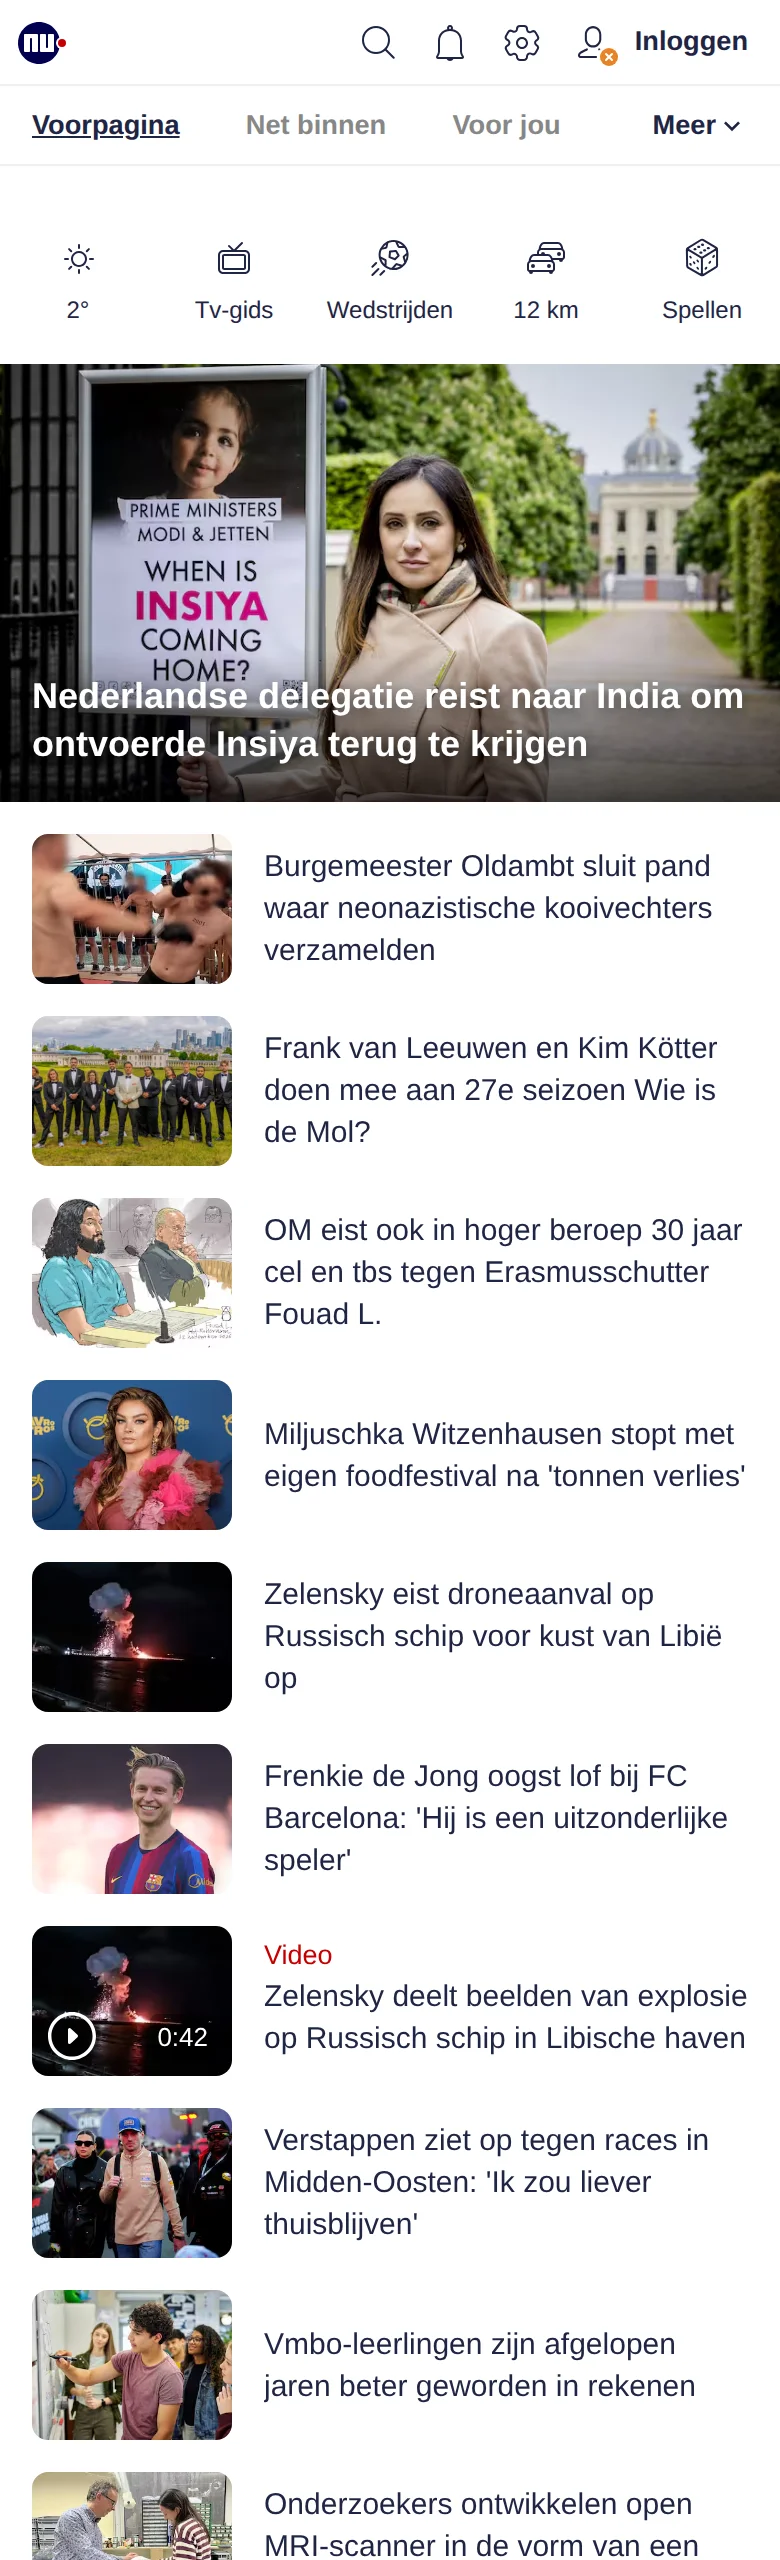 nu
Inloggen
Voorpagina
Net binnen
Voor jou
Meer
2°
Tv-gids
Wedstrijden
12 km
Spellen
PRIME MINISTERS
MODI & JETTEN
WHEN IS
INSIYA
COMING
HOME?
Nederlandse delegatie reist naar India om
ontvoerde Insiya terug te krijgen
Burgemeester Oldambt sluit pand
waar neonazistische kooivechters
verzamelden
Frank van Leeuwen en Kim Kötter
doen mee aan 27e seizoen Wie is
de Mol?
OM eist ook in hoger beroep 30 jaar
cel en tbs tegen Erasmusschutter
Fouad L.
Miljuschka Witzenhausen stopt met
eigen foodfestival na 'tonnen verlies'
Zelensky eist droneaanval op
Russisch schip voor kust van Libië
op
Frenkie de Jong oogst lof bij FC
Barcelona: 'Hij is een uitzonderlijke
speler'
Video
Zelensky deelt beelden van explosie
op Russisch schip in Libische haven
0:42
Verstappen ziet op tegen races in
Midden-Oosten: 'Ik zou liever
thuisblijven'
Vmbo-leerlingen zijn afgelopen
jaren beter geworden in rekenen
Onderzoekers ontwikkelen open
MRI-scanner in de vorm van een